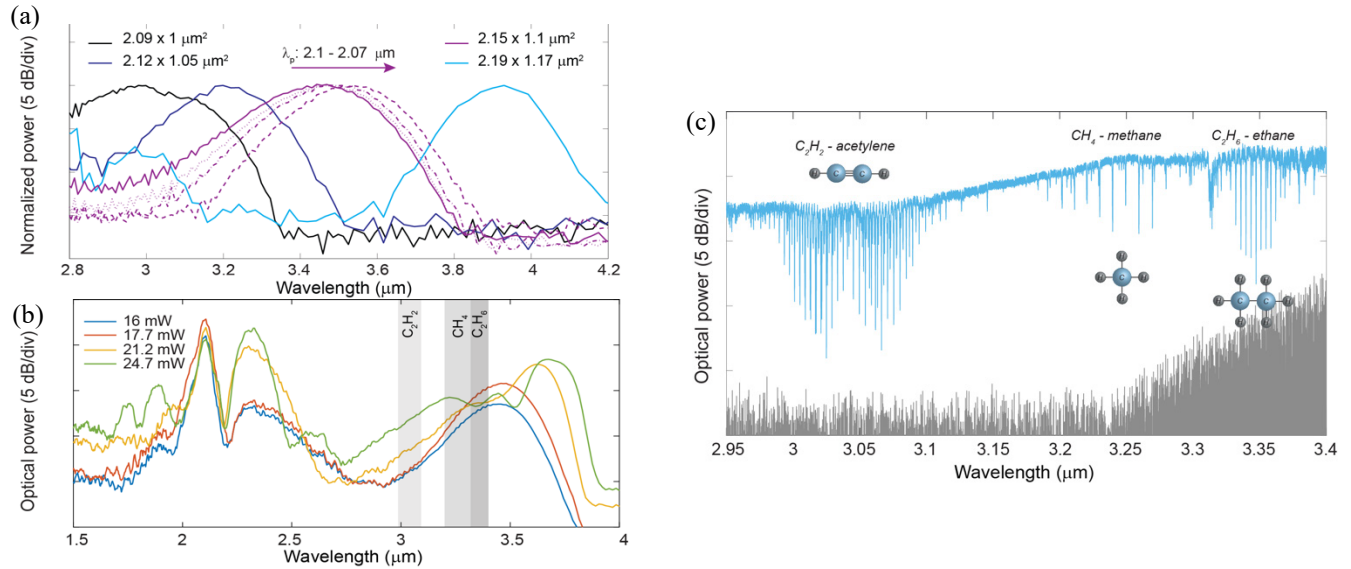 (a)
Normalized power (5 dB/div)
2.09 x 1 μm²
2.12 x 1.05 μm²
λp: 2.1 - 2.07 μm
2.15 x 1.1 μm²
2.19 x 1.17 μm²
2.8 3 3.2 3.4 3.6 3.8 4 4.2
Wavelength (μm)
(b)
Optical power (5 dB/div)
16 mW
17.7 mW
21.2 mW
24.7 mW
C₂H₂
CH₄
C₂H₆
1.5 2 2.5 3 3.5 4
Wavelength (μm)
(c)
Optical power (5 dB/div)
C₂H₂ - acetylene
CH₄ - methane
C₂H₆ - ethane
H C C H
H
H C H
H
H H
H C C H
H H
2.95 3 3.05 3.1 3.15 3.2 3.25 3.3 3.35 3.4
Wavelength (μm)